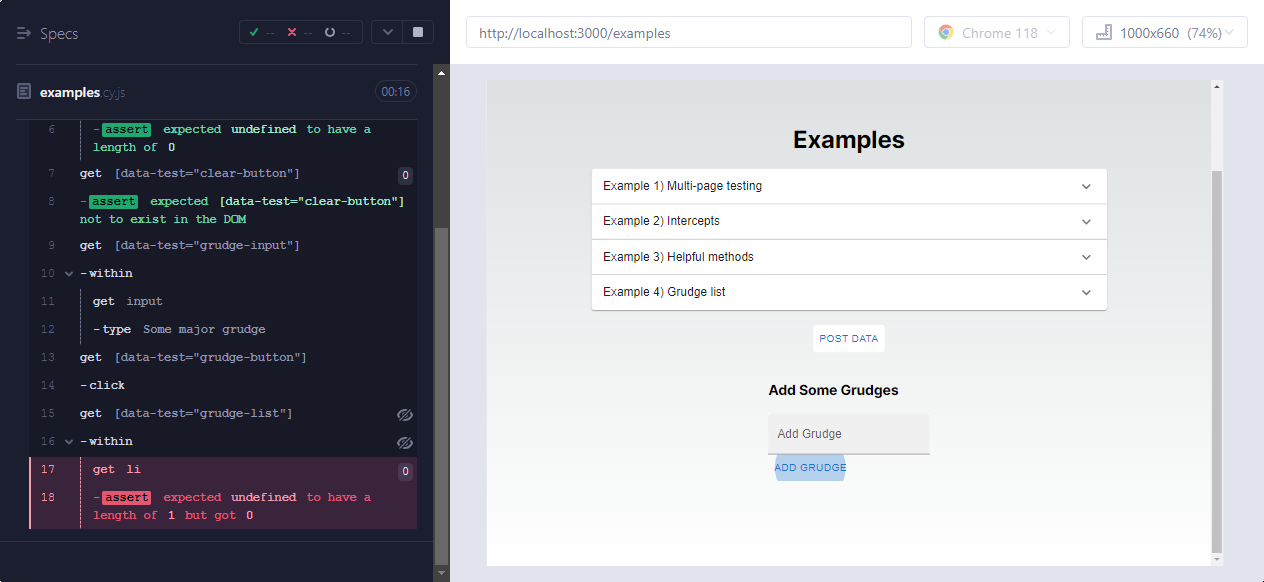 Specs
-- -- --
examples.cy.js
00:16
6 -assert expected undefined to have a
length of 0
7 get [data-test="clear-button"] 0
8 -assert expected [data-test="clear-button"]
not to exist in the DOM
9 get [data-test="grudge-input"]
10 -within
11 get input
12 -type Some major grudge
13 get [data-test="grudge-button"]
14 -click
15 get [data-test="grudge-list"]
16 -within
17 get li 0
18 -assert expected undefined to have a
length of 1 but got 0
http://localhost:3000/examples
Chrome 118
1000x660 (74%)
Examples
Example 1) Multi-page testing
Example 2) Intercepts
Example 3) Helpful methods
Example 4) Grudge list
POST DATA
Add Some Grudges
Add Grudge
ADD GRUDGE